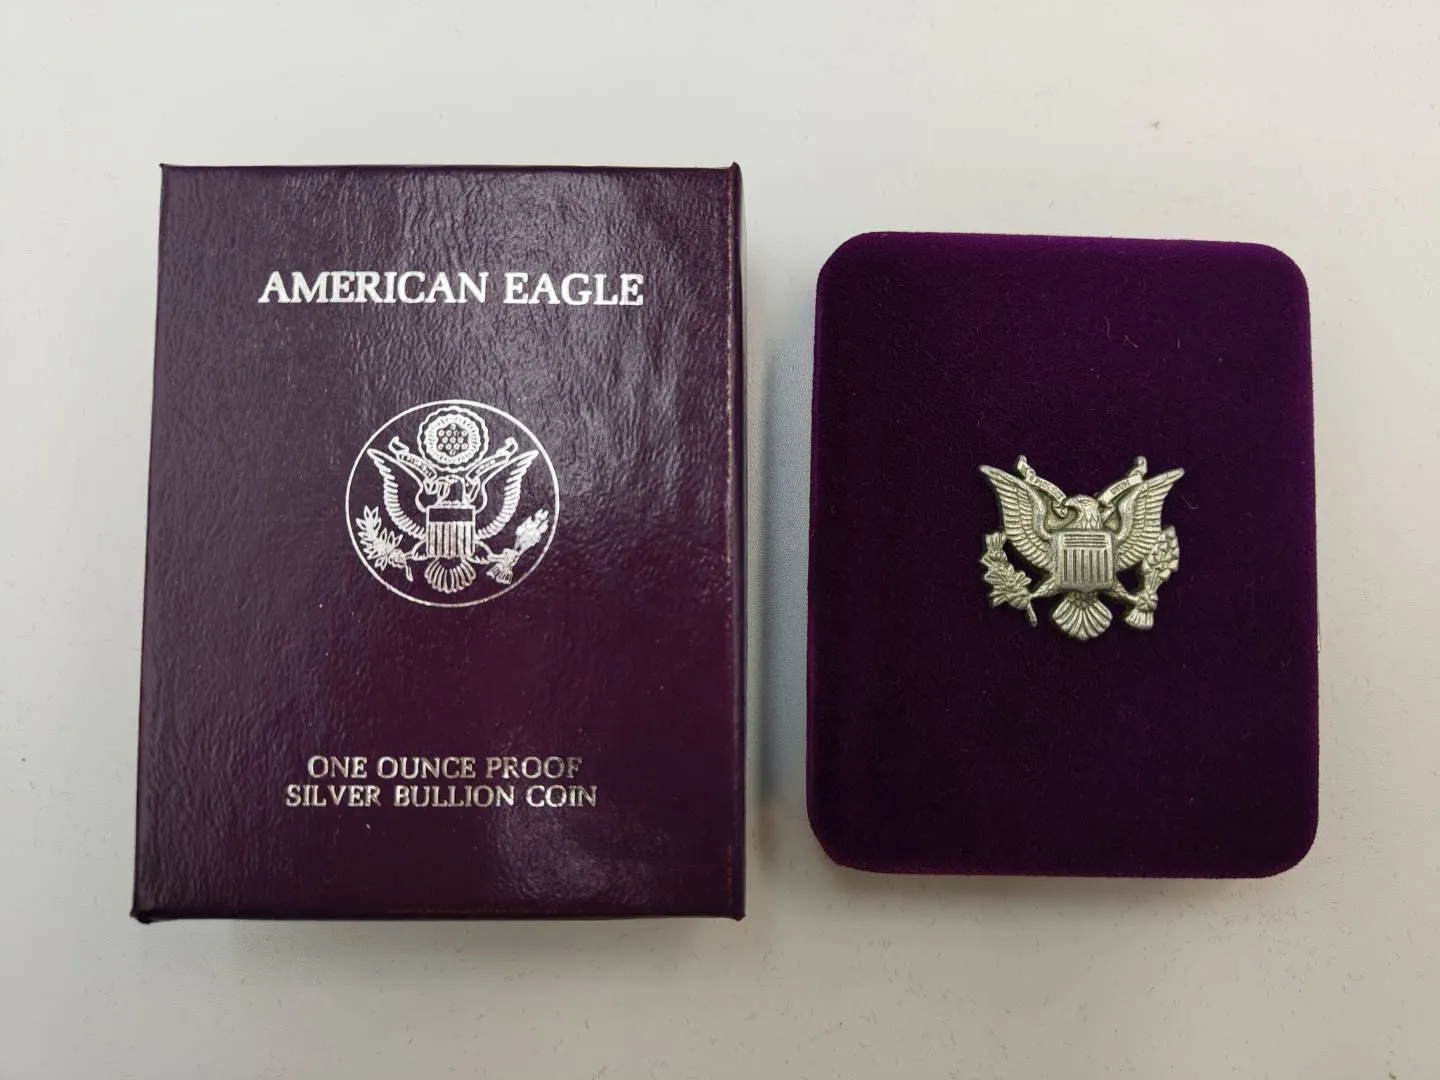 AMERICAN EAGLE
ONE OUNCE PROOF
SILVER BULLION COIN